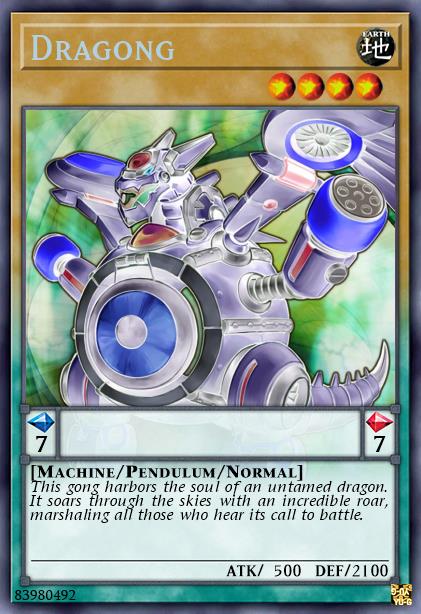 DRAGONG
EARTH
地
7
7
[MACHINE/PENDULUM/NORMAL]
This gong harbors the soul of an untamed dragon.
It soars through the skies with an incredible roar,
marshaling all those who hear its call to battle.
ATK/ 500 DEF/2100
83980492